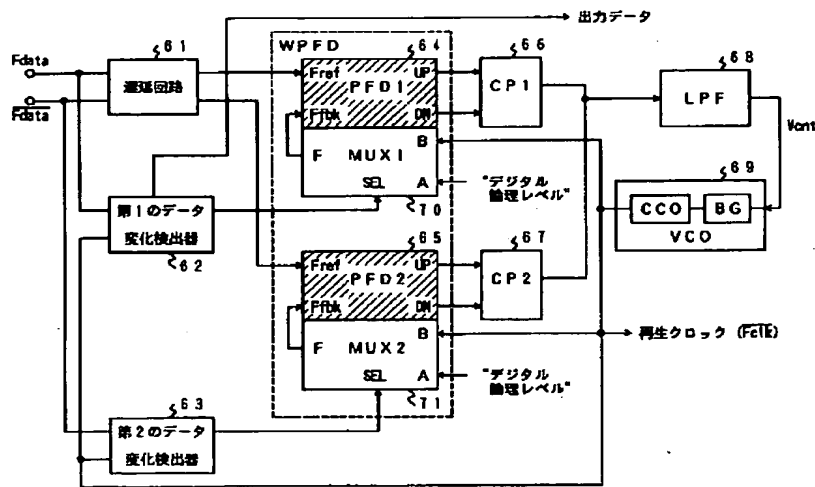 出力データ
WPFD
Fdata
Fdata
61
遅延回路
64
Fref
UP
PFD1
Ffbk
DN
F
MUX1
B
SEL
A
70
66
CP1
68
LPF
Vcnt
"デジタル
論理レベル"
69
CCO
BG
VCO
第1のデータ
変化検出器
62
65
Fref
UP
PFD2
Ffbk
DN
F
MUX2
B
SEL
A
71
67
CP2
再生クロック (Fclk)
"デジタル
論理レベル"
63
第2のデータ
変化検出器